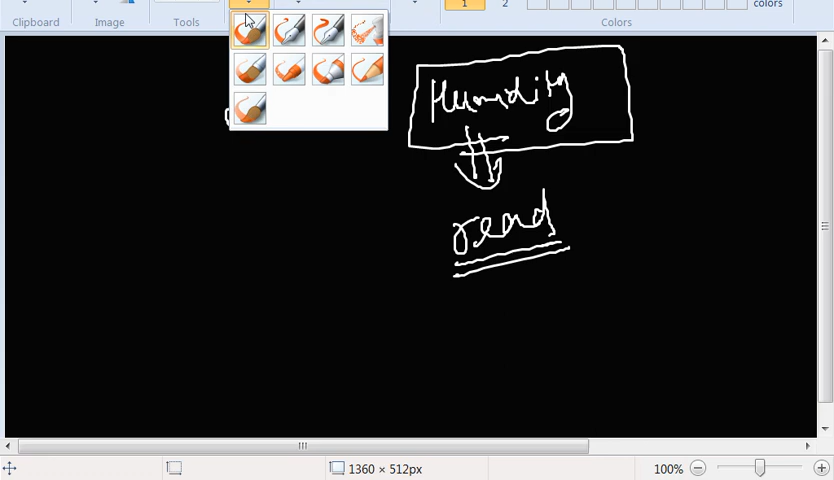 1 2 colors
Clipboard Image Tools Colors
Humidity
read
1360 × 512px 100%